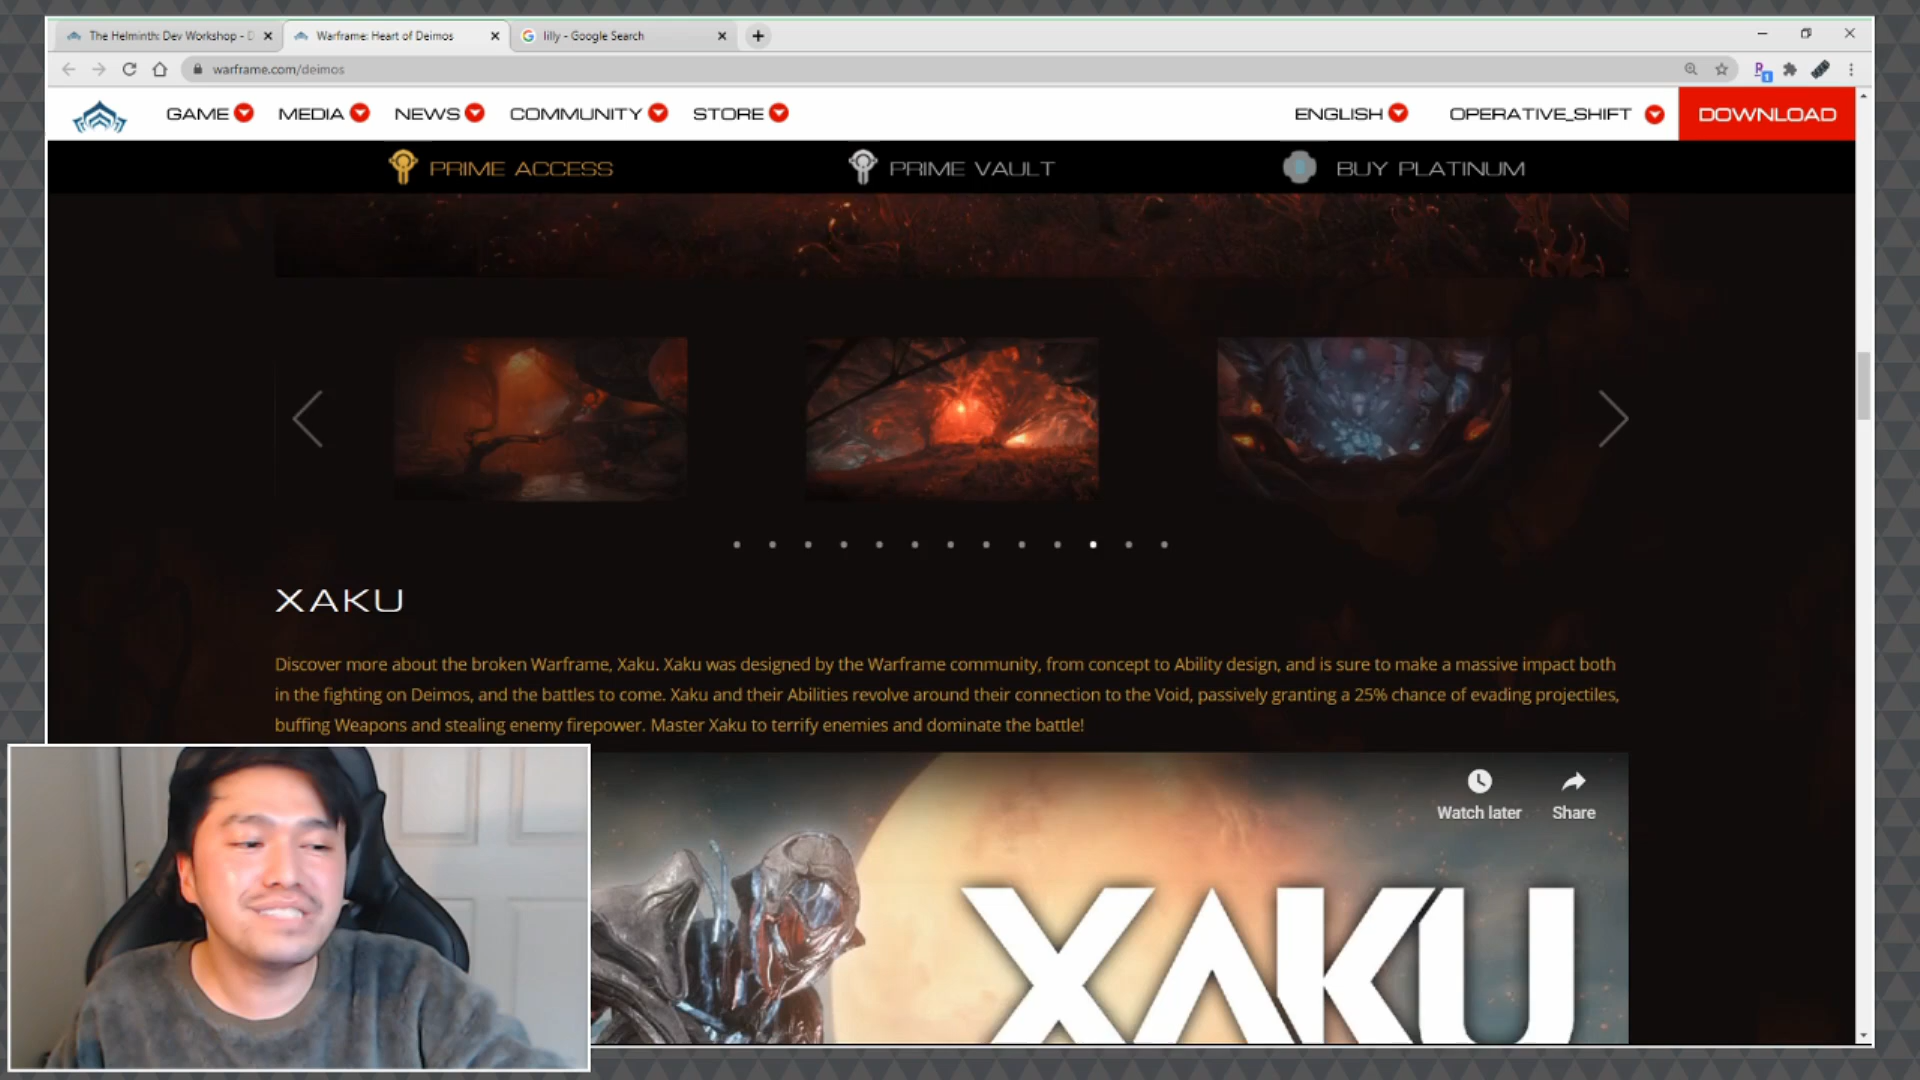 The Helminth: Dev Workshop - D
Warframe: Heart of Deimos
lilly - Google Search
warframe.com/deimos
GAME
MEDIA
NEWS
COMMUNITY
STORE
ENGLISH
OPERATIVE_SHIFT
DOWNLOAD
PRIME ACCESS
PRIME VAULT
BUY PLATINUM
XAKU
Discover more about the broken Warframe, Xaku. Xaku was designed by the Warframe community, from concept to Ability design, and is sure to make a massive impact both
in the fighting on Deimos, and the battles to come. Xaku and their Abilities revolve around their connection to the Void, passively granting a 25% chance of evading projectiles,
buffing Weapons and stealing enemy firepower. Master Xaku to terrify enemies and dominate the battle!
Watch later
Share
XAKU